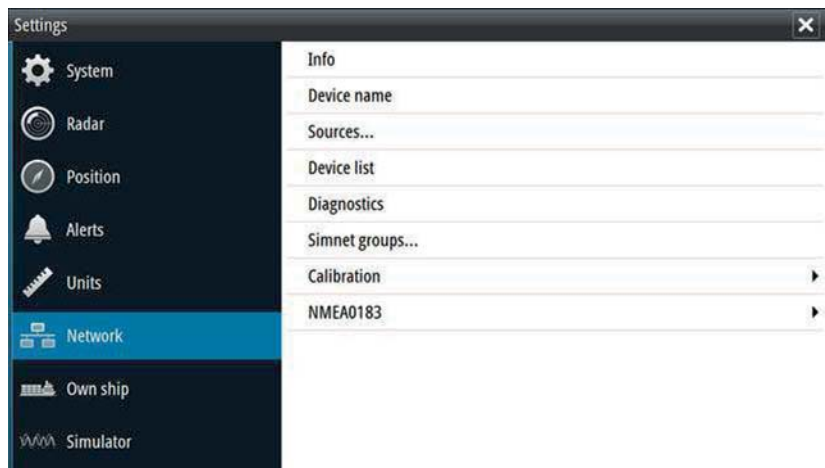 Settings
System
Radar
Position
Alerts
Units
Network
Own ship
Simulator
Info
Device name
Sources...
Device list
Diagnostics
Simnet groups...
Calibration
NMEA0183